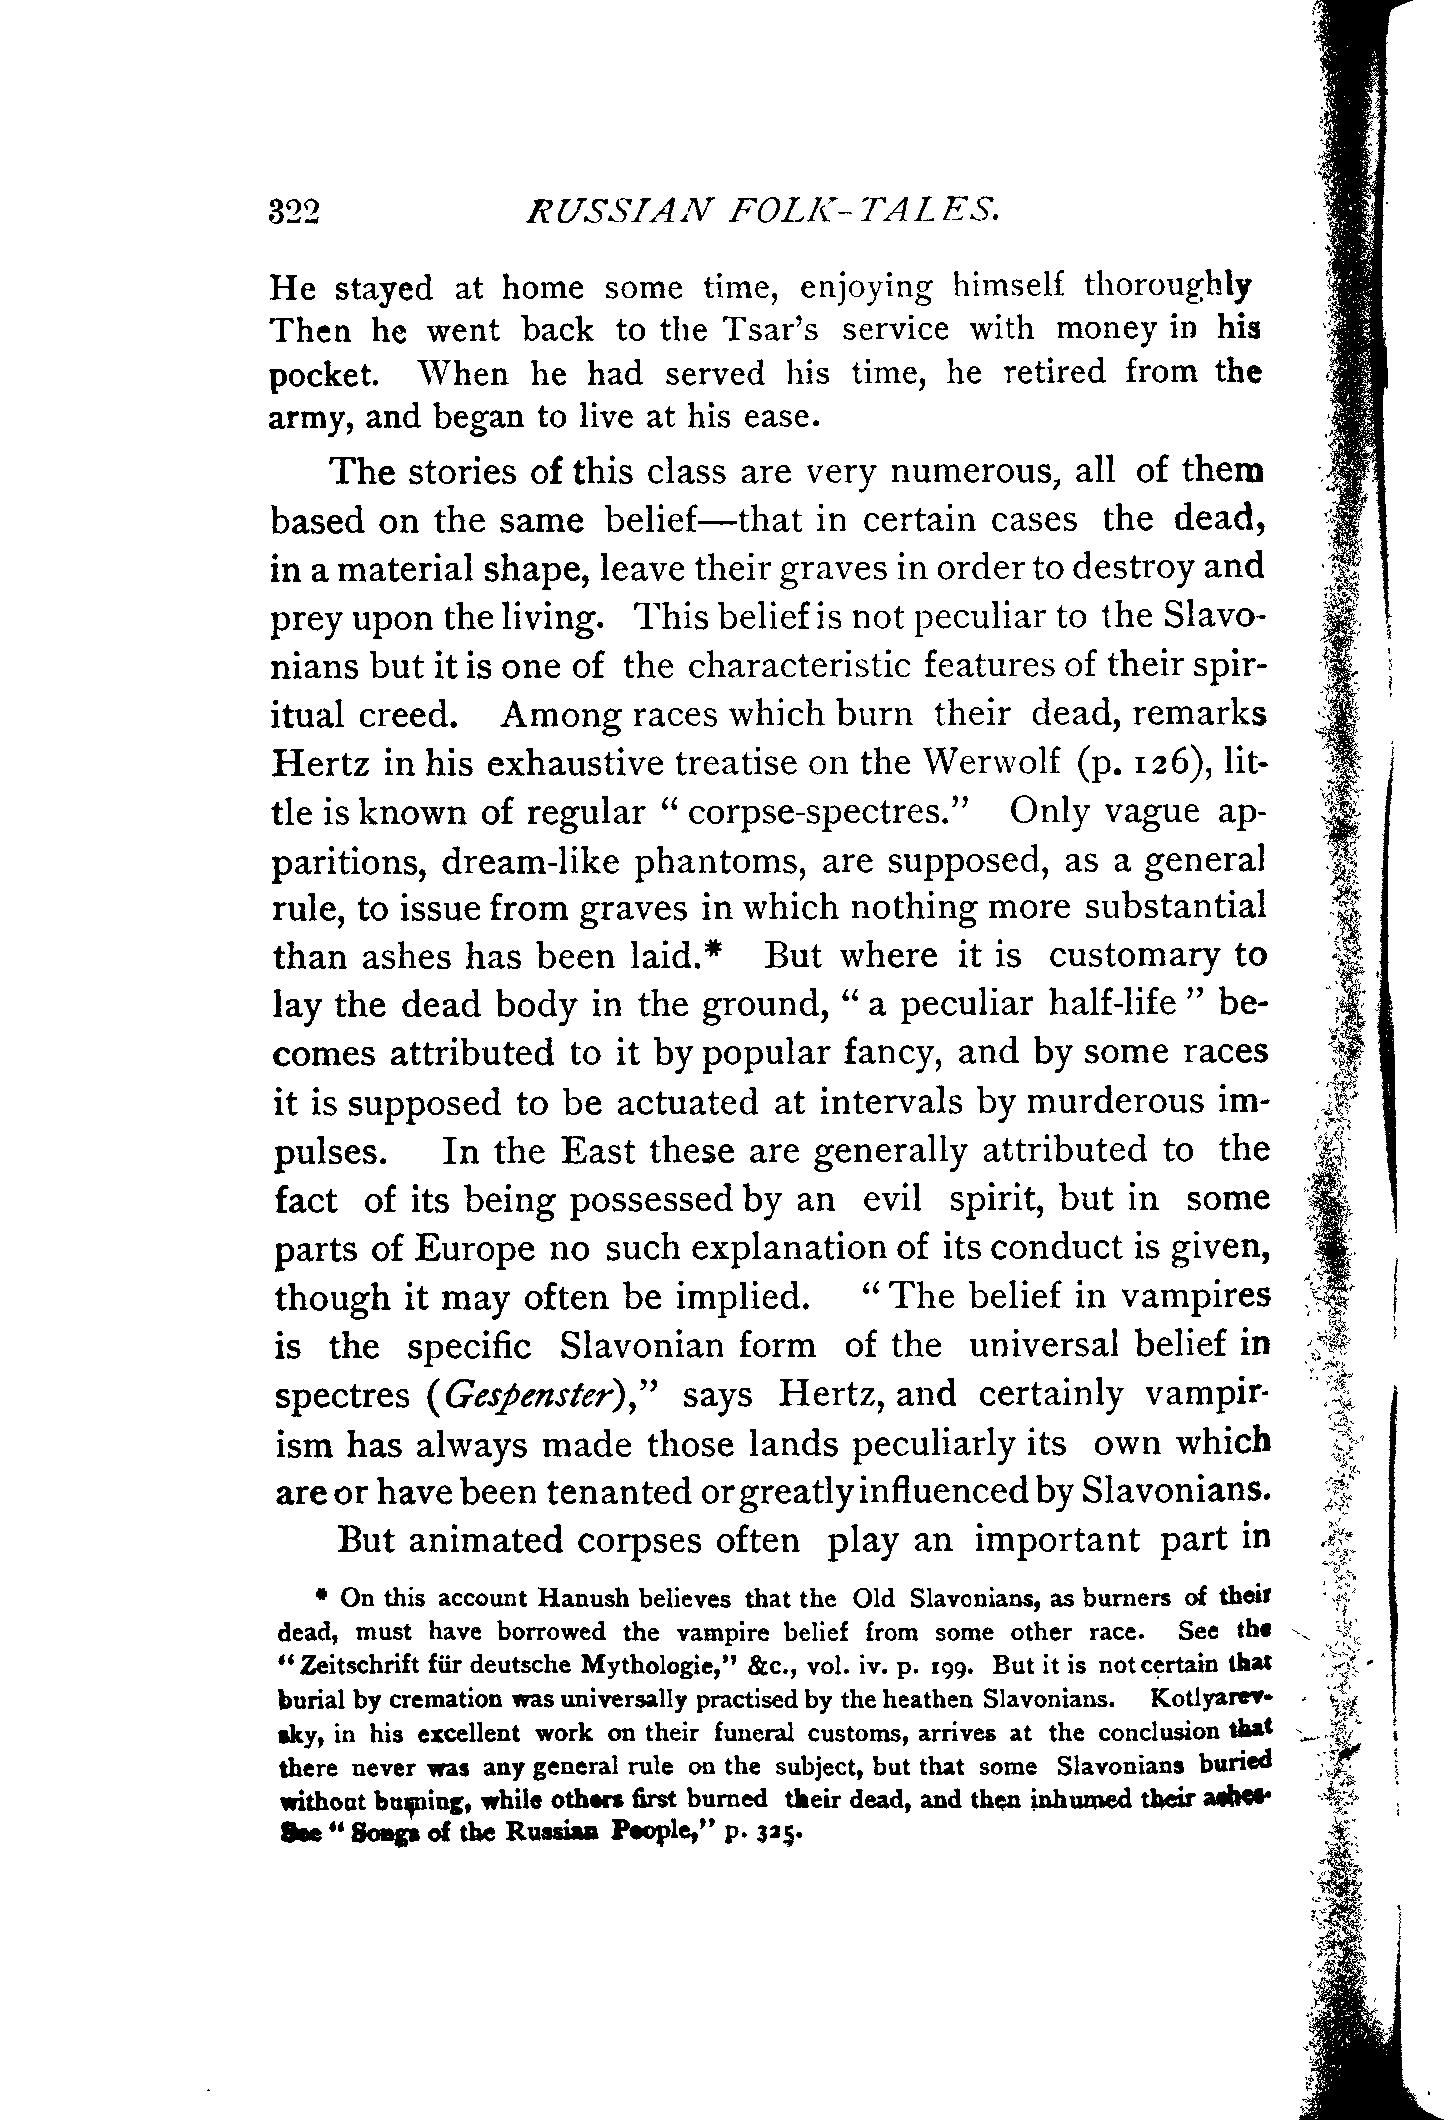 322 RUSSIAN FOLK-TALES.
He stayed at home some time, enjoying himself thoroughly
Then he went back to the Tsar's service with money in his
pocket. When he had served his time, he retired from the
army, and began to live at his ease.
The stories of this class are very numerous, all of them
based on the same belief—that in certain cases the dead,
in a material shape, leave their graves in order to destroy and
prey upon the living. This belief is not peculiar to the Slavo-
nians but it is one of the characteristic features of their spir-
itual creed. Among races which burn their dead, remarks
Hertz in his exhaustive treatise on the Werwolf (p. 126), lit-
tle is known of regular “ corpse-spectres.” Only vague ap-
paritions, dream-like phantoms, are supposed, as a general
rule, to issue from graves in which nothing more substantial
than ashes has been laid.* But where it is customary to
lay the dead body in the ground, “ a peculiar half-life ” be-
comes attributed to it by popular fancy, and by some races
it is supposed to be actuated at intervals by murderous im-
pulses. In the East these are generally attributed to the
fact of its being possessed by an evil spirit, but in some
parts of Europe no such explanation of its conduct is given,
though it may often be implied. “ The belief in vampires
is the specific Slavonian form of the universal belief in
spectres (Gespenster),” says Hertz, and certainly vampir-
ism has always made those lands peculiarly its own which
are or have been tenanted or greatly influenced by Slavonians.
But animated corpses often play an important part in
* On this account Hanush believes that the Old Slavonians, as burners of their
dead, must have borrowed the vampire belief from some other race. See the
“ Zeitschrift für deutsche Mythologie,” &c., vol. iv. p. 199. But it is not certain that
burial by cremation was universally practised by the heathen Slavonians. Kotlyarev-
sky, in his excellent work on their funeral customs, arrives at the conclusion that
there never was any general rule on the subject, but that some Slavonians buried
without burning, while others first burned their dead, and then inhumed their ashes.
See “ Songs of the Russian People,” p. 325.